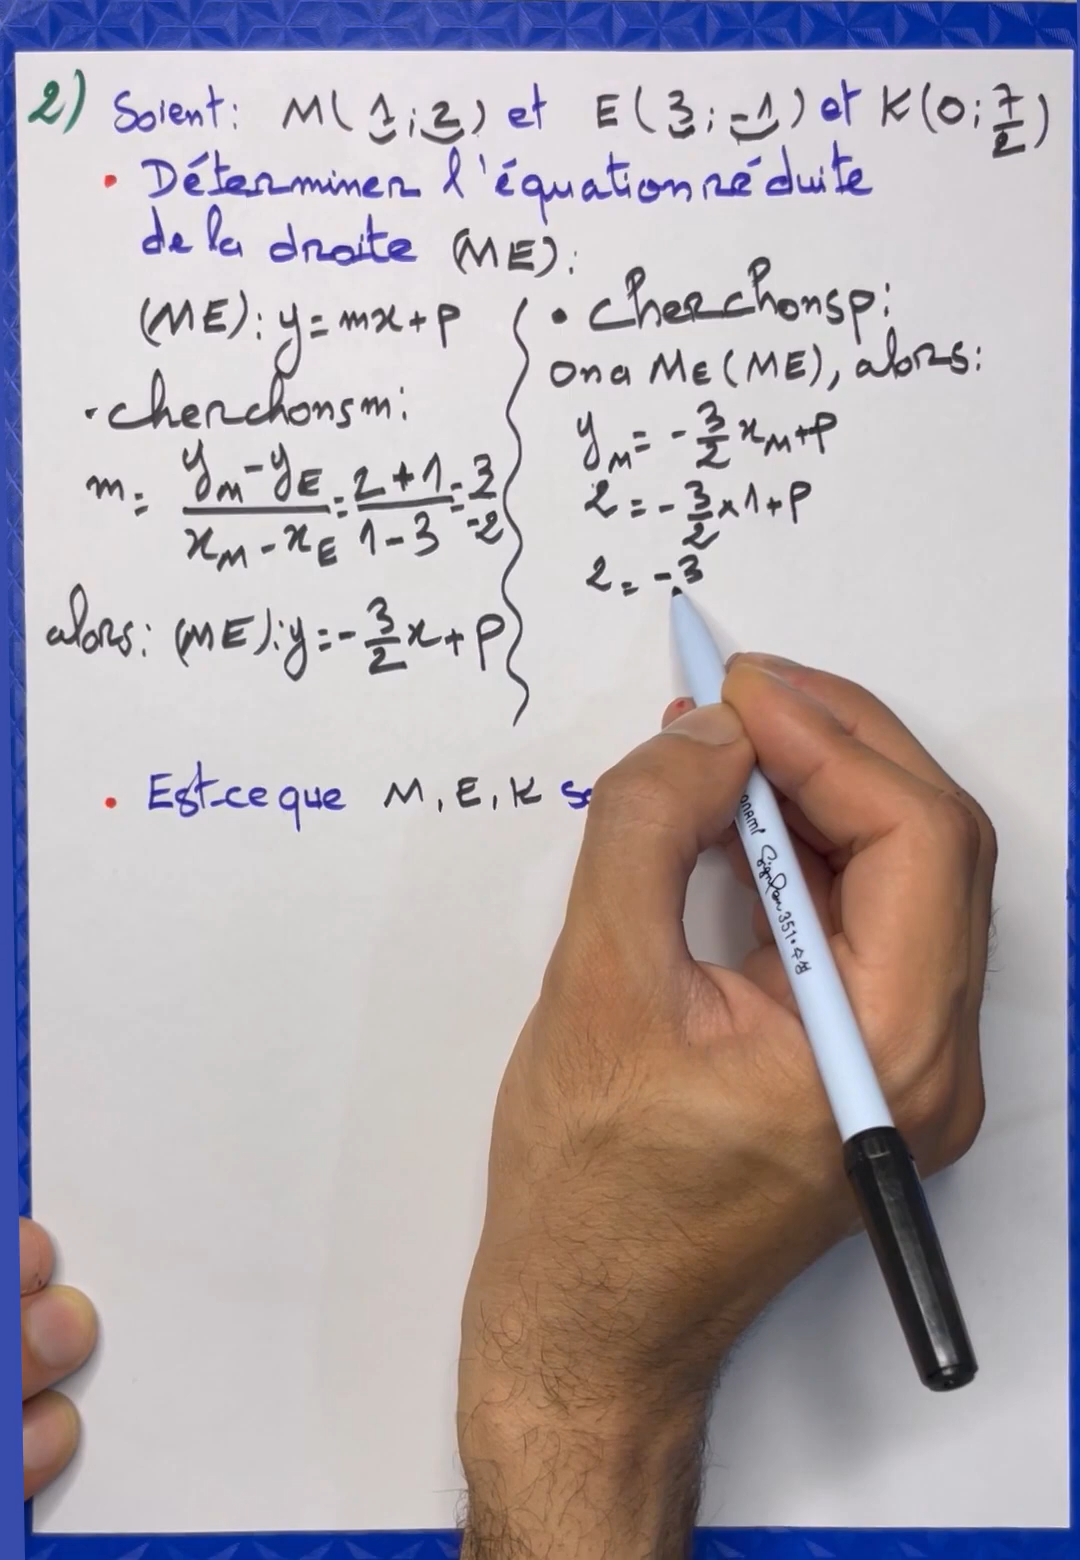 2) Soient: M(1;2) et E(3;-1) et K(0;7/2)
• Déterminer l'équation réduite
de la droite (ME):
(ME): y=mx+p
• cherchons m:
m = (y_M - y_E)/(x_M - x_E) = (2+1)/(1-3) = 3/-2
alors: (ME): y = -3/2 x + p
• cherchons p:
on a M∈(ME), alors:
y_M = -3/2 x_M + p
2 = -3/2 × 1 + p
2 = -3
• Est-ce que M, E, K
SignPen 351